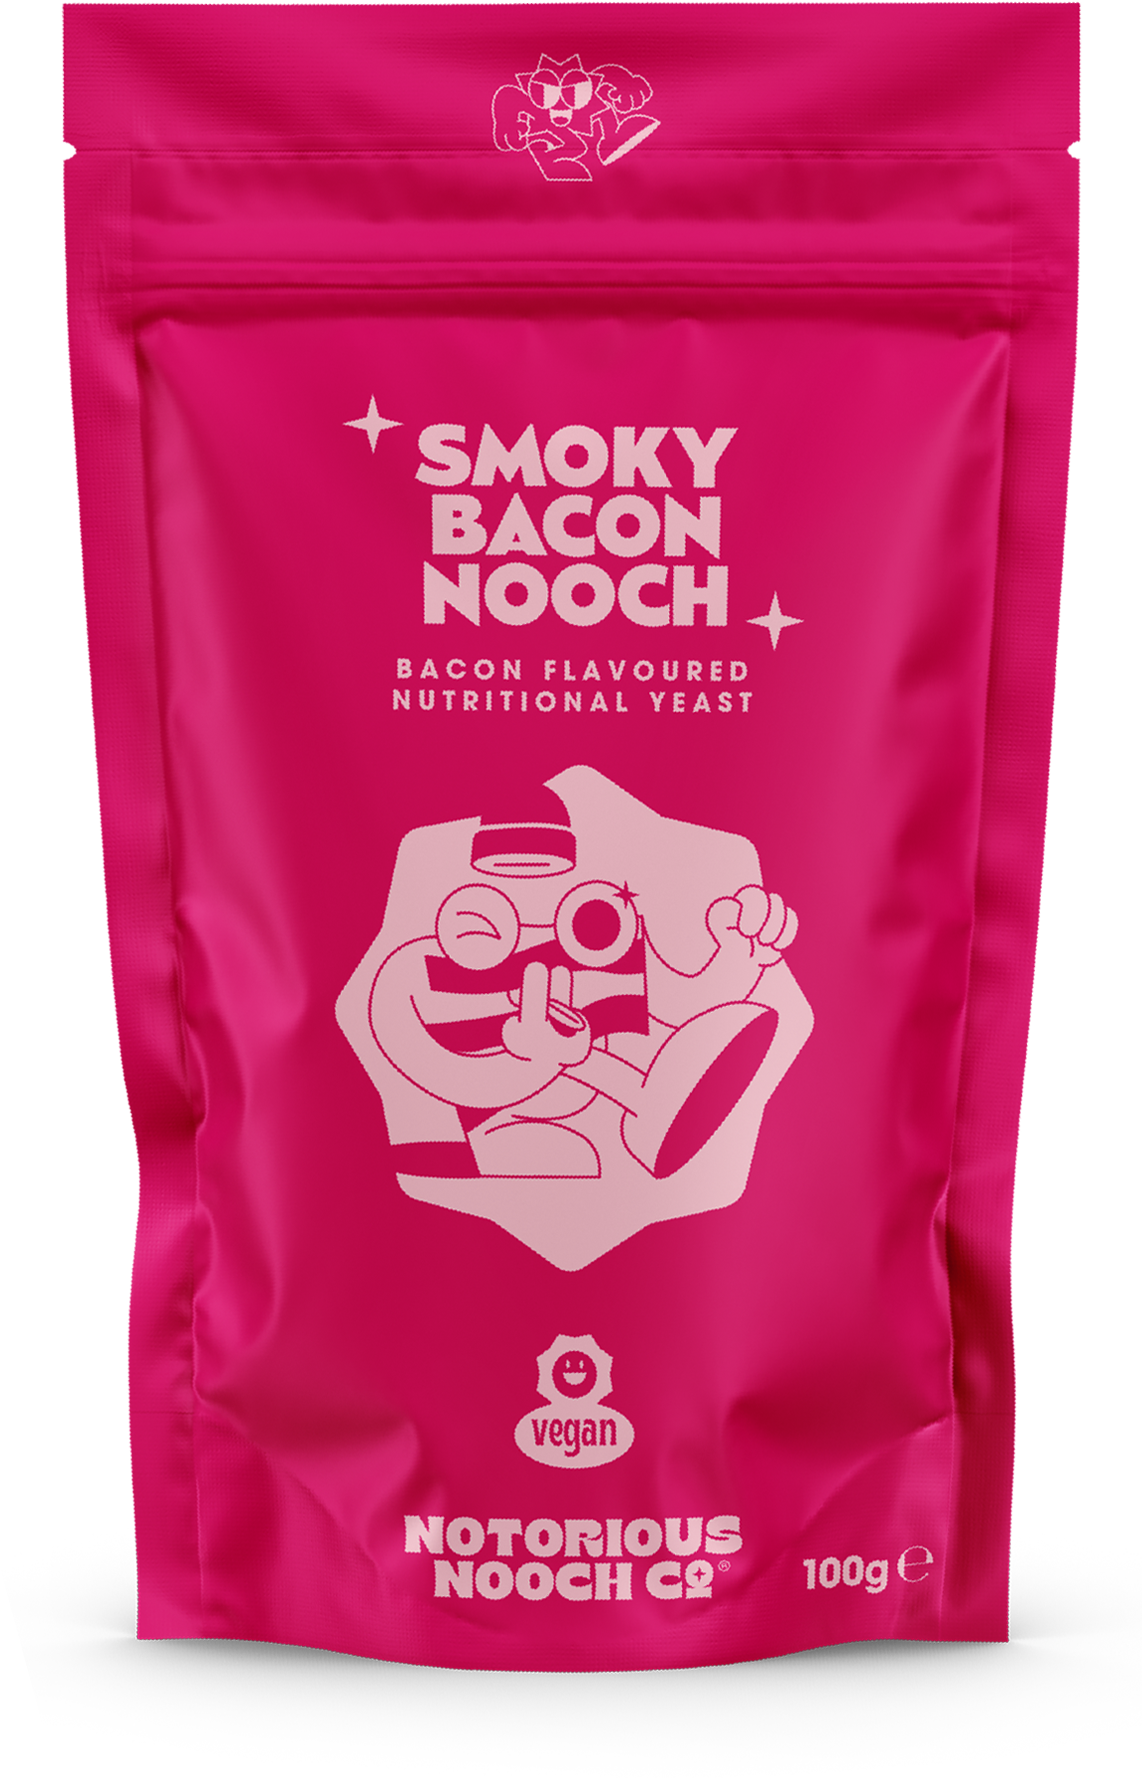 SMOKY
BACON
NOOCH
BACON FLAVOURED
NUTRITIONAL YEAST
vegan
NOTORIOUS
NOOCH CO®
100g ℮